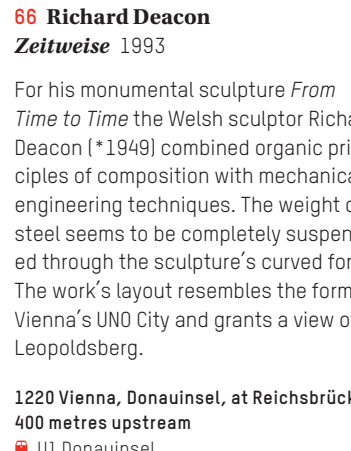 66 Richard Deacon
Zeitweise 1993
For his monumental sculpture From
Time to Time the Welsh sculptor Richa
Deacon (*1949) combined organic pri
ciples of composition with mechanica
engineering techniques. The weight o
steel seems to be completely suspen
ed through the sculpture′s curved for
The work′s layout resembles the form
Vienna′s UNO City and grants a view o
Leopoldsberg.
1220 Vienna, Donauinsel, at Reichsbrück
400 metres upstream
U1 Donauinsel